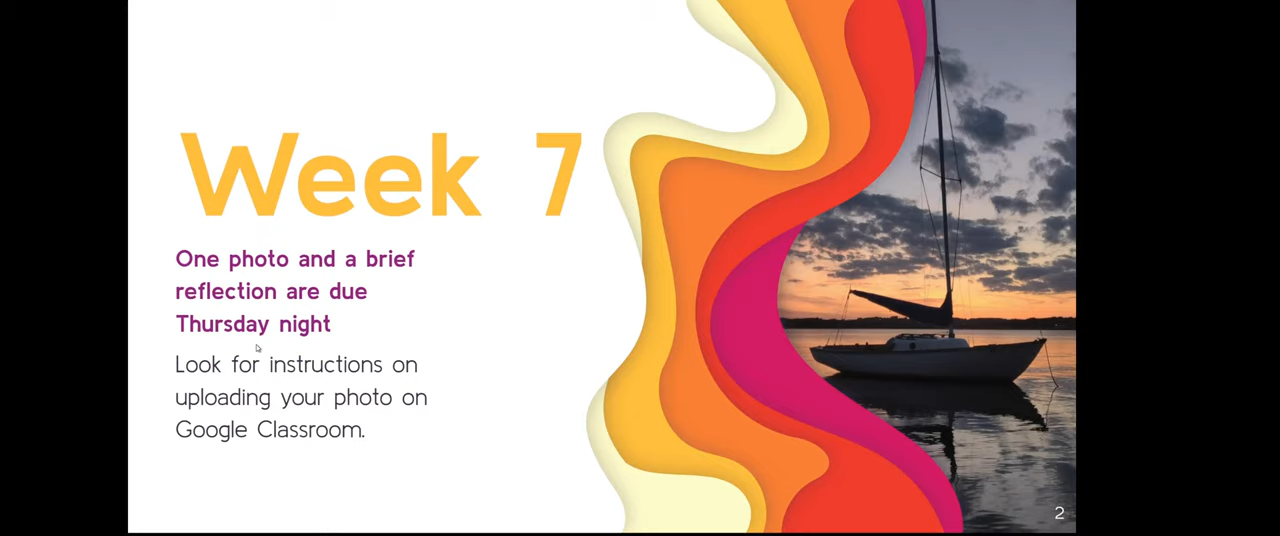 Week 7
One photo and a brief
reflection are due
Thursday night
Look for instructions on
uploading your photo on
Google Classroom.
2